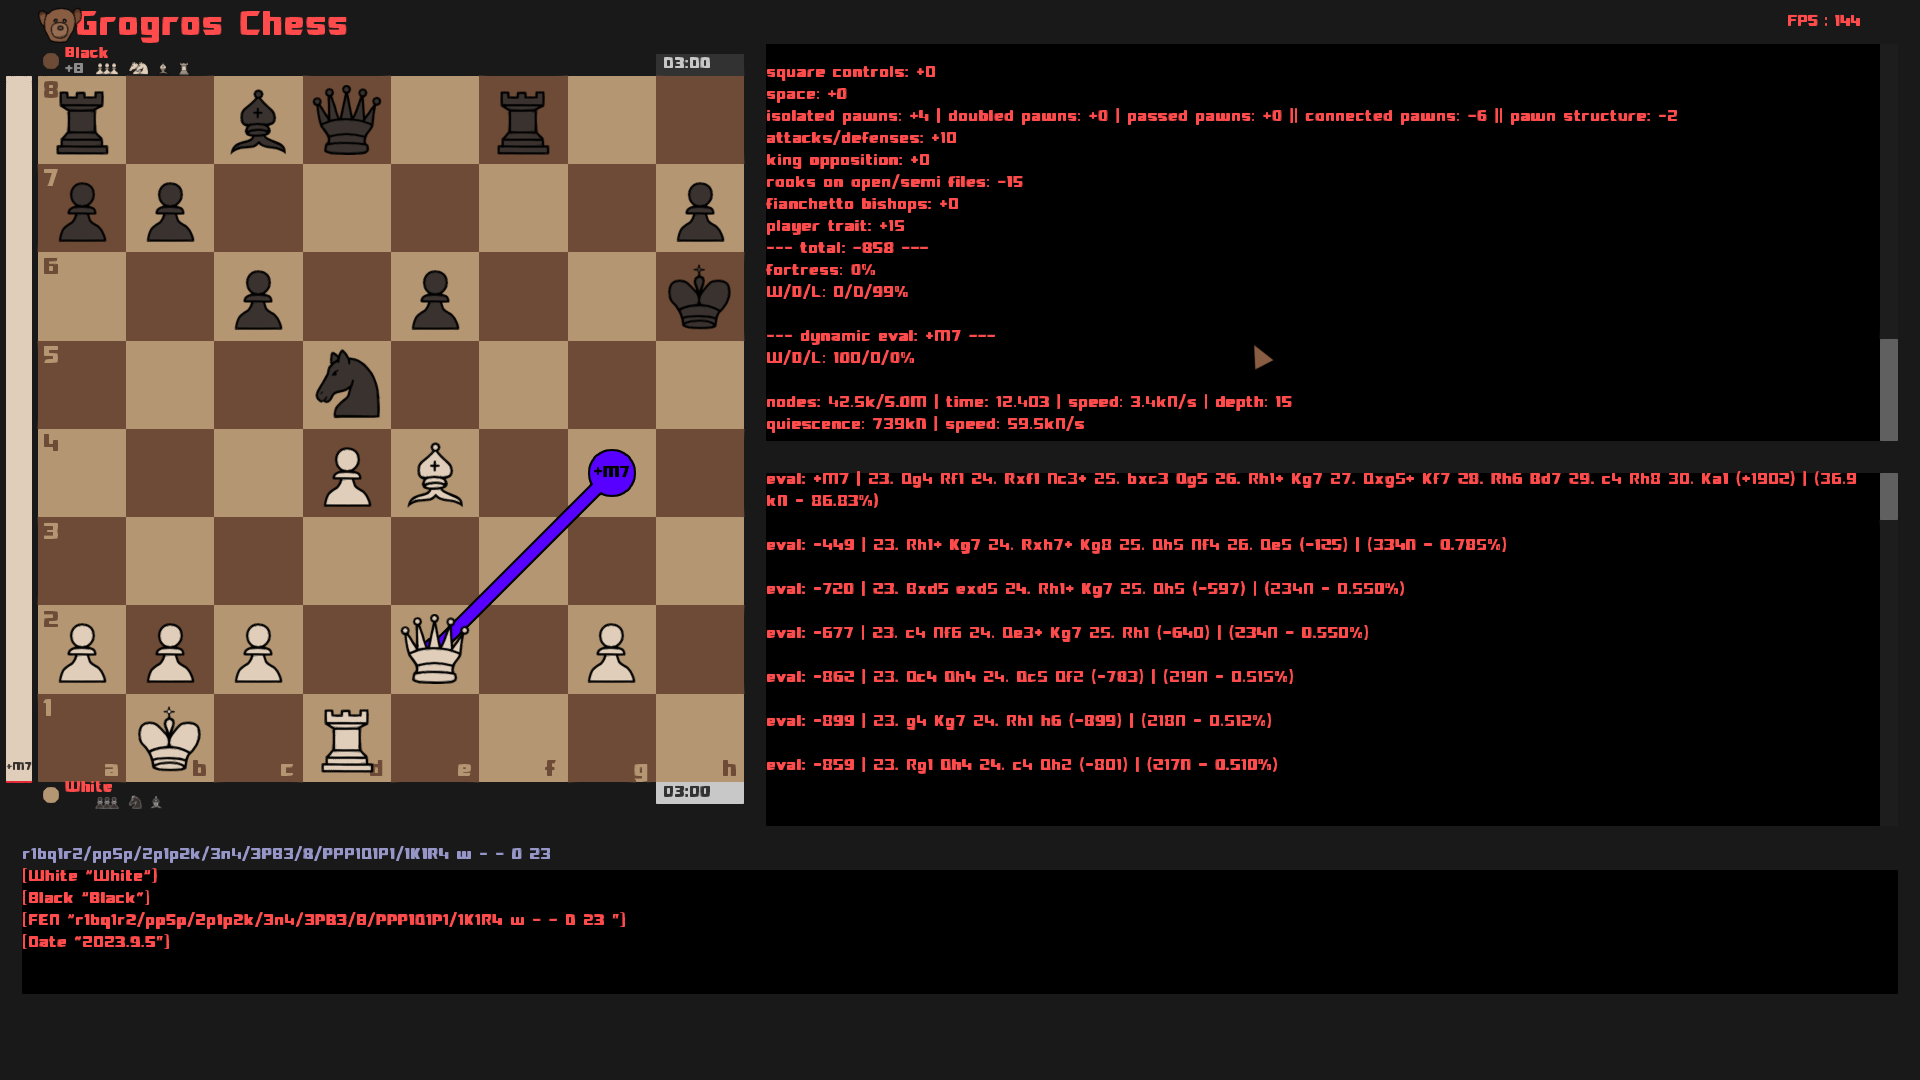 Grogros Chess
FPS : 144
Black
+8
03:00
8
7
6
5
4
3
2
1
a b c d e f g h
+M7
+M7
White
03:00
square controls: +0
space: +0
isolated pawns: +4 | doubled pawns: +0 | passed pawns: +0 || connected pawns: -6 || pawn structure: -2
attacks/defenses: +10
king opposition: +0
rooks on open/semi files: -15
fianchetto bishops: +0
player trait: +15
--- total: -858 ---
fortress: 0%
W/D/L: 0/0/99%
--- dynamic eval: +M7 ---
W/D/L: 100/0/0%
nodes: 42.5k/5.0M | time: 12.403 | speed: 3.4kN/s | depth: 15
quiescence: 739kN | speed: 59.5kN/s
eval: +M7 | 23. Qg4 Rf1 24. Rxf1 Nc3+ 25. bxc3 Qg5 26. Rh1+ Kg7 27. Qxg5+ Kf7 28. Rh6 Bd7 29. c4 Rh8 30. Ka1 (+1902) | (36.9
kN - 86.83%)
eval: -449 | 23. Rh1+ Kg7 24. Rxh7+ Kg8 25. Qh5 Nf4 26. Qe5 (-125) | (334N - 0.785%)
eval: -720 | 23. Bxd5 exd5 24. Rh1+ Kg7 25. Qh5 (-597) | (234N - 0.550%)
eval: -677 | 23. c4 Nf6 24. Qe3+ Kg7 25. Rh1 (-640) | (234N - 0.550%)
eval: -862 | 23. Qc4 Qh4 24. Qc5 Qf2 (-783) | (219N - 0.515%)
eval: -899 | 23. g4 Kg7 24. Rh1 h6 (-899) | (218N - 0.512%)
eval: -859 | 23. Rg1 Qh4 24. c4 Qh2 (-801) | (217N - 0.510%)
r1bq1r2/pp5p/2p1p2k/3n4/3PB3/8/PPP1Q1P1/1K1R4 w - - 0 23
[White "White"]
[Black "Black"]
[FEN "r1bq1r2/pp5p/2p1p2k/3n4/3PB3/8/PPP1Q1P1/1K1R4 w - - 0 23 "]
[Date "2023.9.5"]